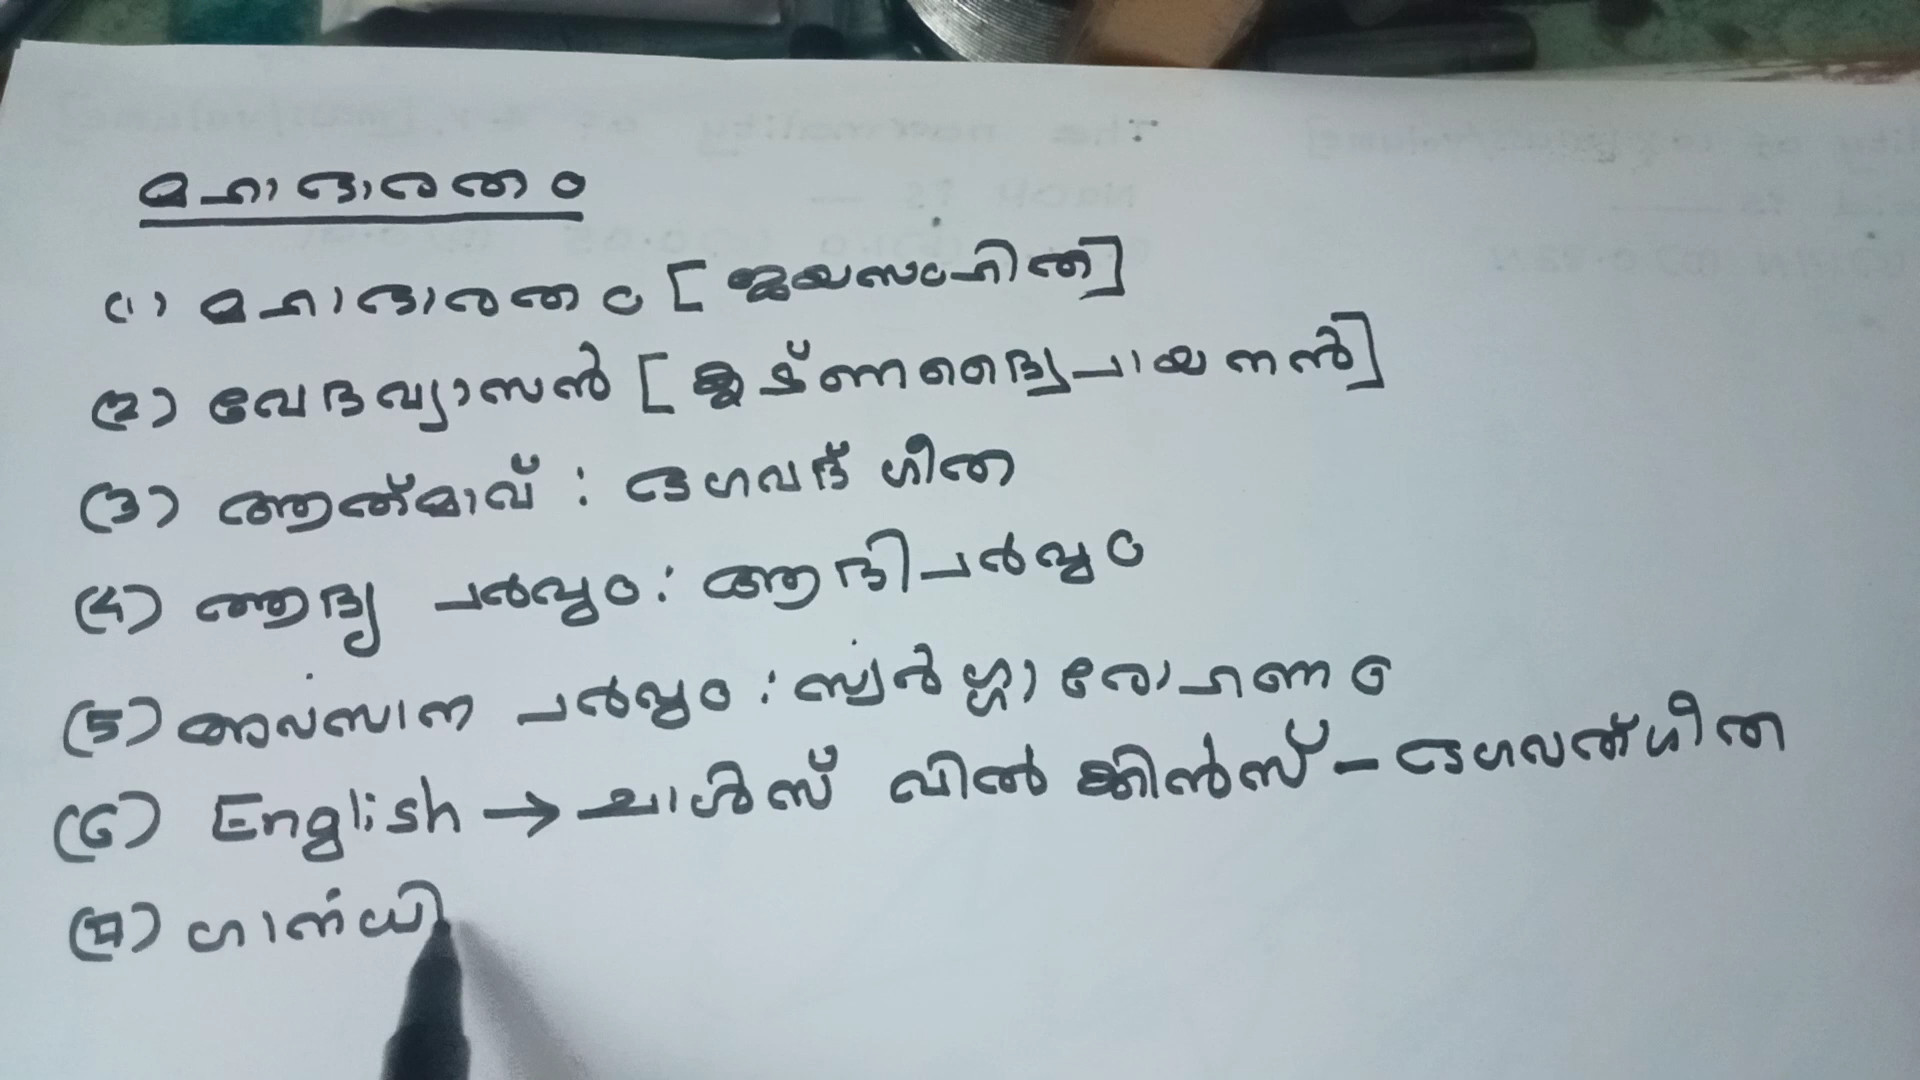 മഹാഭാരതം
(1) മഹാഭാരതം [ജയസംഹിത]
(2) വേദവ്യാസൻ [കൃഷ്ണദ്വൈപായനൻ]
(3) ആത്മാവ് : ഭഗവദ് ഗീത
(4) ആദ്യ പർവ്വം : ആദിപർവ്വം
(5) അവസാന പർവ്വം : സ്വർഗ്ഗാരോഹണം
(6) English → ചാൾസ് വിൽക്കിൻസ് - ഭഗവത്ഗീത
(7) ഗാന്ധി